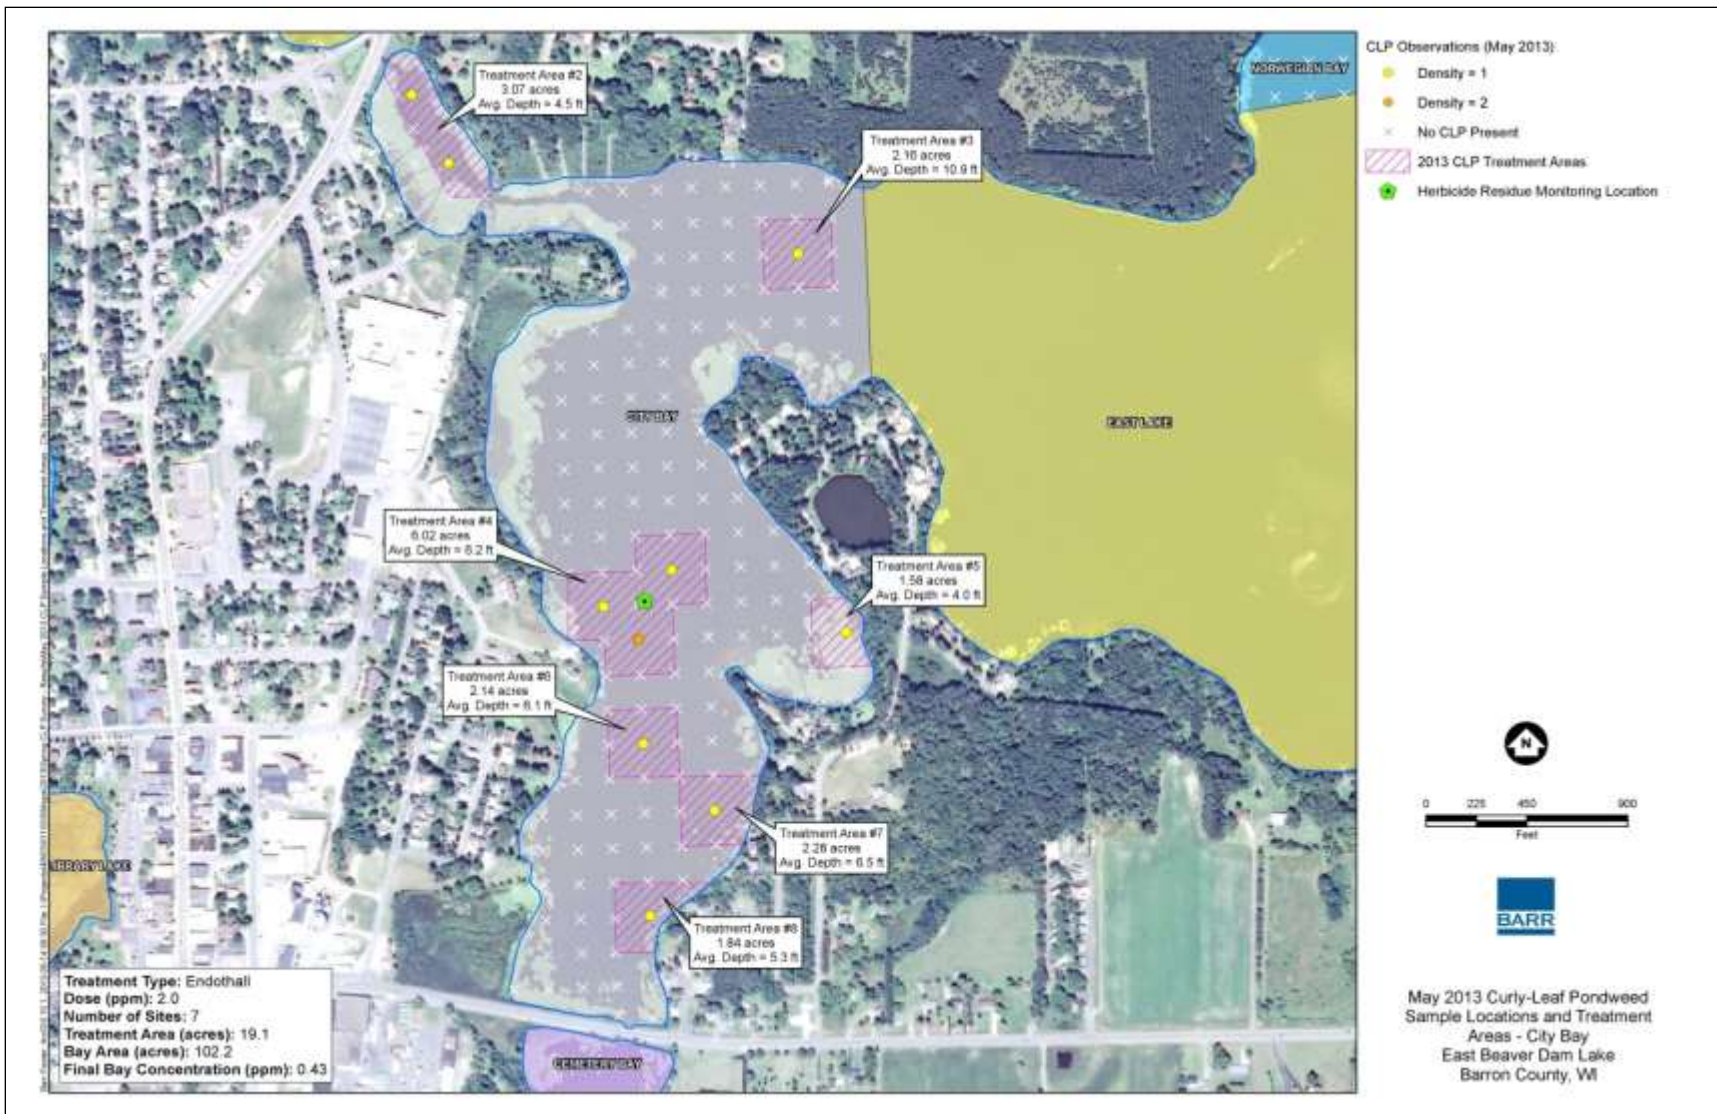 CLP Observations (May 2013)
Density = 1
Density = 2
No CLP Present
2013 CLP Treatment Areas
Herbicide Residue Monitoring Location
NORWEGIAN BAY
Treatment Area #2
3.07 acres
Avg. Depth = 4.5 ft
Treatment Area #3
2.16 acres
Avg. Depth = 10.9 ft
CITY BAY
EAST LAKE
Treatment Area #4
6.02 acres
Avg. Depth = 8.2 ft
Treatment Area #5
1.58 acres
Avg. Depth = 4.0 ft
Treatment Area #6
2.14 acres
Avg. Depth = 6.1 ft
Treatment Area #7
2.28 acres
Avg. Depth = 6.5 ft
Treatment Area #8
1.84 acres
Avg. Depth = 5.3 ft
LIBRARY LAKE
CEMETERY BAY
Treatment Type: Endothall
Dose (ppm): 2.0
Number of Sites: 7
Treatment Area (acres): 19.1
Bay Area (acres): 102.2
Final Bay Concentration (ppm): 0.43
N
0 225 450 900
Feet
BARR
May 2013 Curly-Leaf Pondweed
Sample Locations and Treatment
Areas - City Bay
East Beaver Dam Lake
Barron County, WI